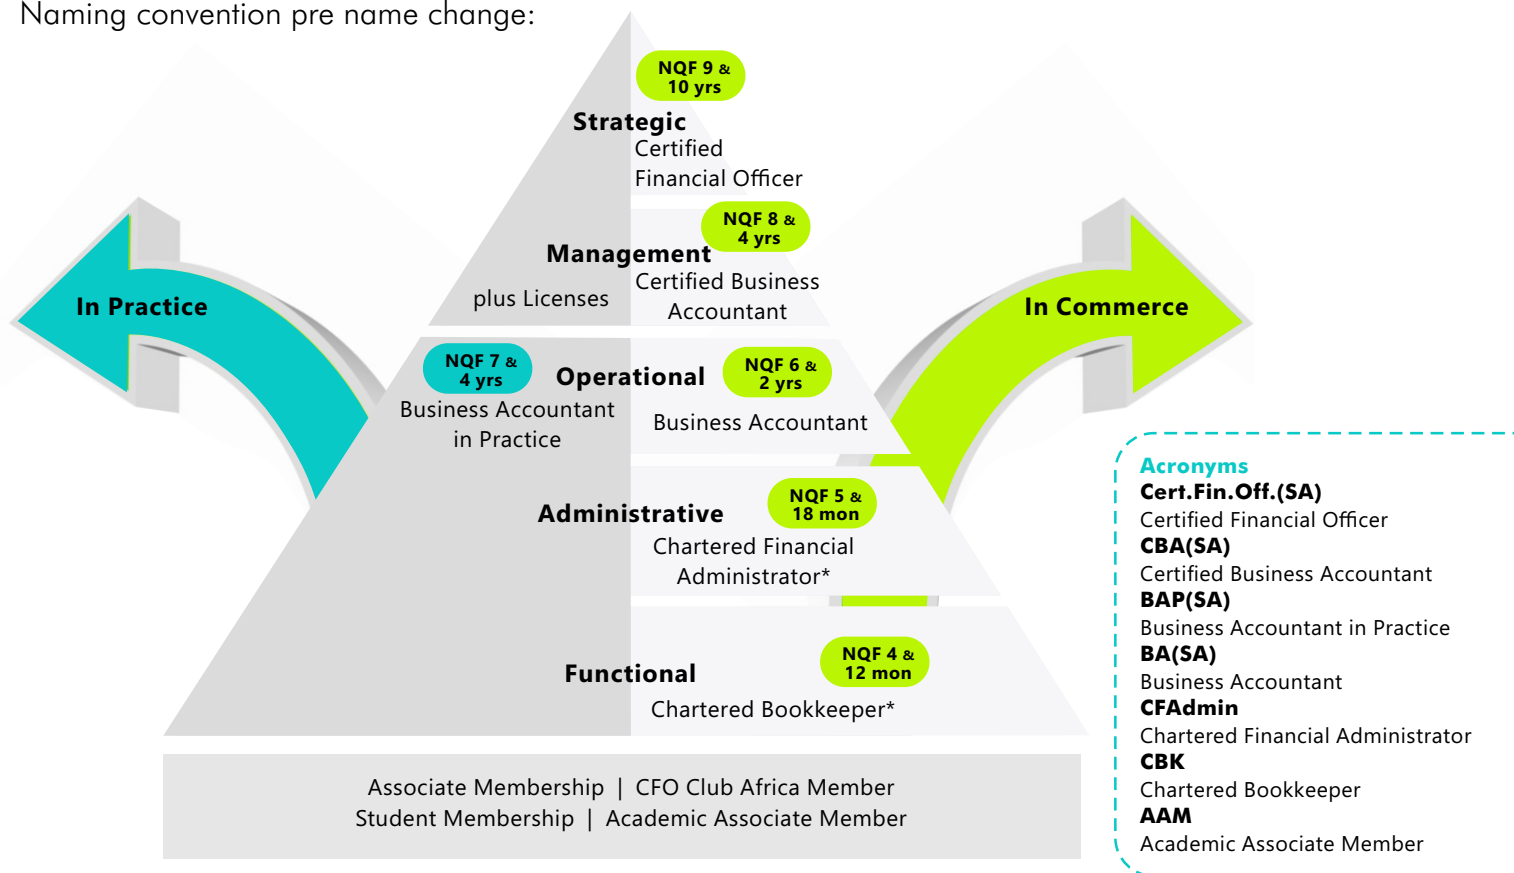 Naming convention pre name change:
NQF 9 &
10 yrs
Strategic
Certified
Financial Officer
NQF 8 &
4 yrs
Management
plus Licenses
Certified Business
Accountant
In Practice
In Commerce
NQF 7 &
4 yrs
Operational
NQF 6 &
2 yrs
Business Accountant
in Practice
Business Accountant
NQF 5 &
18 mon
Administrative
Chartered Financial
Administrator*
NQF 4 &
12 mon
Functional
Chartered Bookkeeper*
Associate Membership | CFO Club Africa Member
Student Membership | Academic Associate Member
Acronyms
Cert.Fin.Off.(SA)
Certified Financial Officer
CBA(SA)
Certified Business Accountant
BAP(SA)
Business Accountant in Practice
BA(SA)
Business Accountant
CFAdmin
Chartered Financial Administrator
CBK
Chartered Bookkeeper
AAM
Academic Associate Member